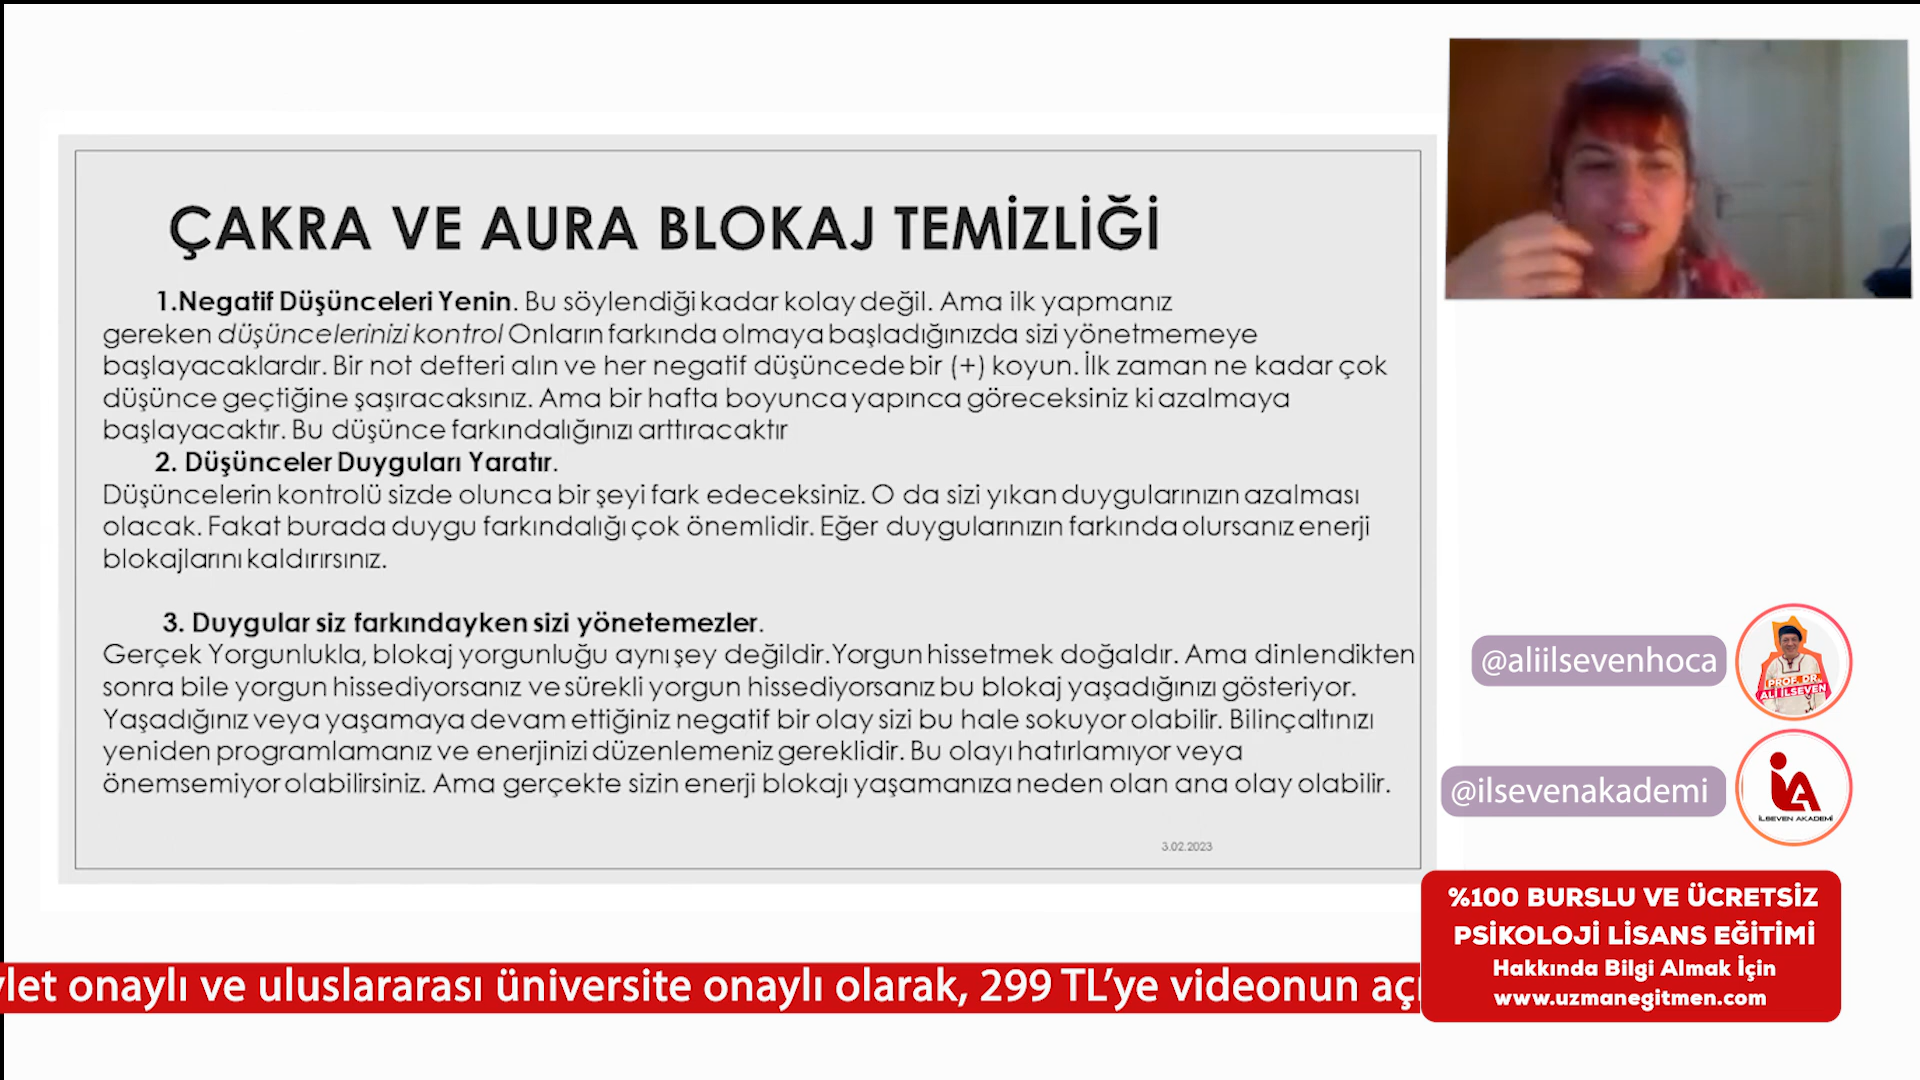 ÇAKRA VE AURA BLOKAJ TEMİZLİĞİ
1.Negatif Düşünceleri Yenin. Bu söylendiği kadar kolay değil. Ama ilk yapmanız
gereken düşüncelerinizi kontrol Onların farkında olmaya başladığınızda sizi yönetmemeye
başlayacaklardır. Bir not defteri alın ve her negatif düşüncede bir (+) koyun. İlk zaman ne kadar çok
düşünce geçtiğine şaşıracaksınız. Ama bir hafta boyunca yapınca göreceksiniz ki azalmaya
başlayacaktır. Bu düşünce farkındalığınızı arttıracaktır
2. Düşünceler Duyguları Yaratır.
Düşüncelerin kontrolü sizde olunca bir şeyi fark edeceksiniz. O da sizi yıkan duygularınızın azalması
olacak. Fakat burada duygu farkındalığı çok önemlidir. Eğer duygularınızın farkında olursanız enerji
blokajlarını kaldırırsınız.
3. Duygular siz farkındayken sizi yönetemezler.
Gerçek Yorgunlukla, blokaj yorgunluğu aynı şey değildir.Yorgun hissetmek doğaldır. Ama dinlendikten
sonra bile yorgun hissediyorsanız ve sürekli yorgun hissediyorsanız bu blokaj yaşadığınızı gösteriyor.
Yaşadığınız veya yaşamaya devam ettiğiniz negatif bir olay sizi bu hale sokuyor olabilir. Bilinçaltınızı
yeniden programlamanız ve enerjinizi düzenlemeniz gereklidir. Bu olayı hatırlamıyor veya
önemsemiyor olabilirsiniz. Ama gerçekte sizin enerji blokajı yaşamanıza neden olan ana olay olabilir.
3.02.2023
@aliilsevenhoca
PROF. DR.
ALİ İLSEVEN
@ilsevenakademi
İLSEVEN AKADEMİ
%100 BURSLU VE ÜCRETSİZ
PSİKOLOJİ LİSANS EĞİTİMİ
Hakkında Bilgi Almak İçin
www.uzmanegitmen.com
vlet onaylı ve uluslararası üniversite onaylı olarak, 299 TL'ye videonun açı